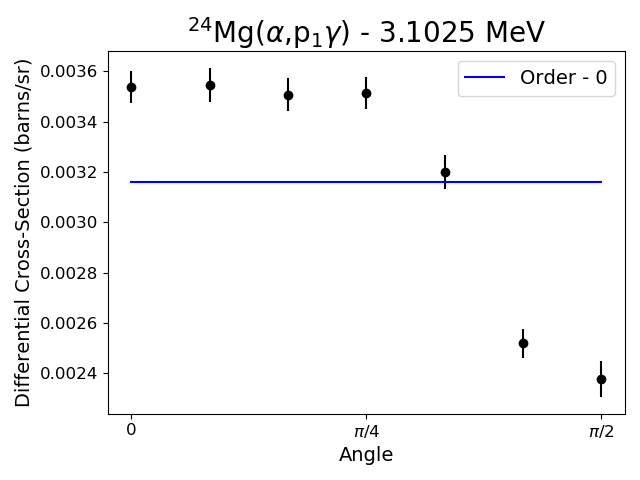 ²⁴Mg(α,p₁γ) - 3.1025 MeV
Order - 0
Differential Cross-Section (barns/sr)
0.0036
0.0034
0.0032
0.0030
0.0028
0.0026
0.0024
0
π/4
π/2
Angle